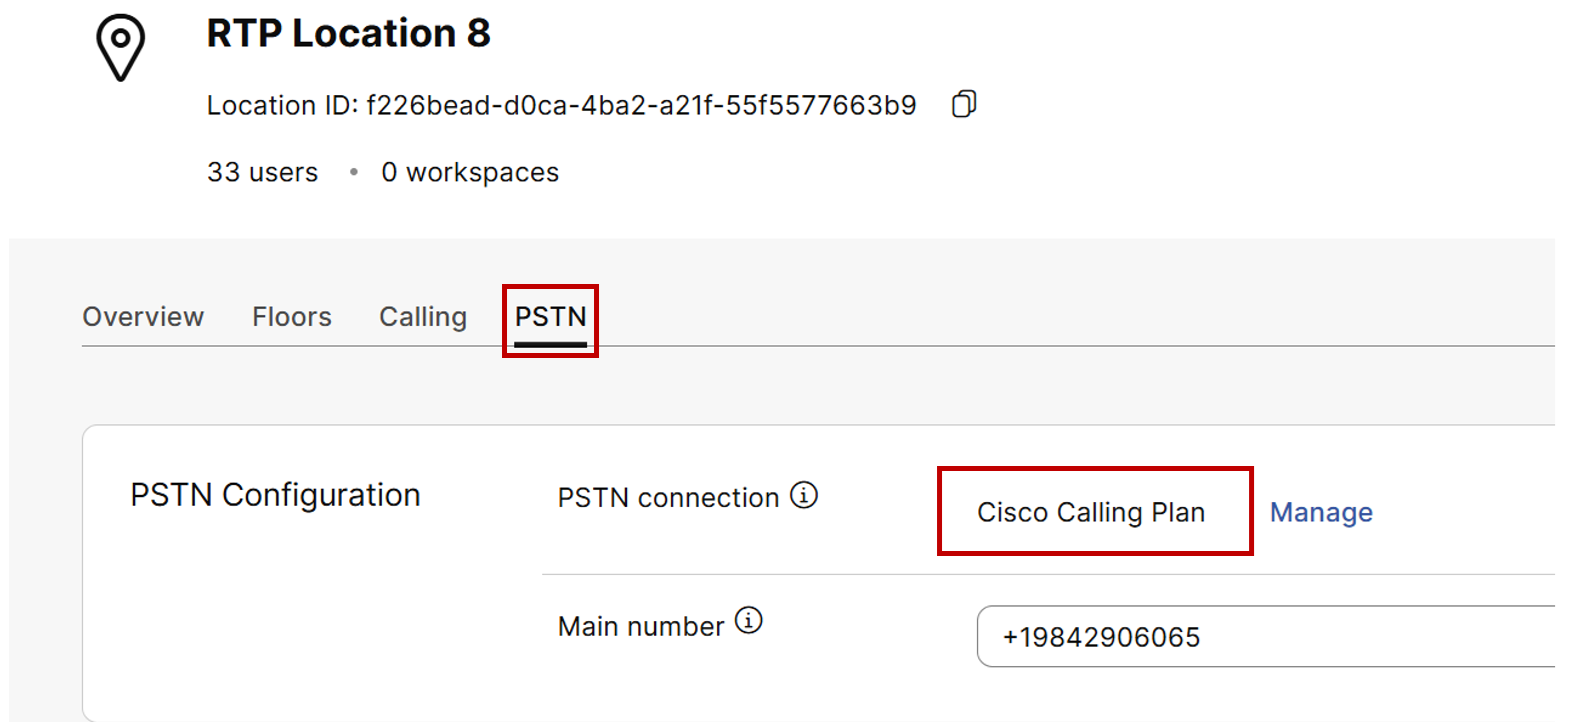 RTP Location 8
Location ID: f226bead-d0ca-4ba2-a21f-55f5577663b9
33 users • 0 workspaces
Overview Floors Calling PSTN
PSTN Configuration
PSTN connection
Cisco Calling Plan Manage
Main number
+19842906065